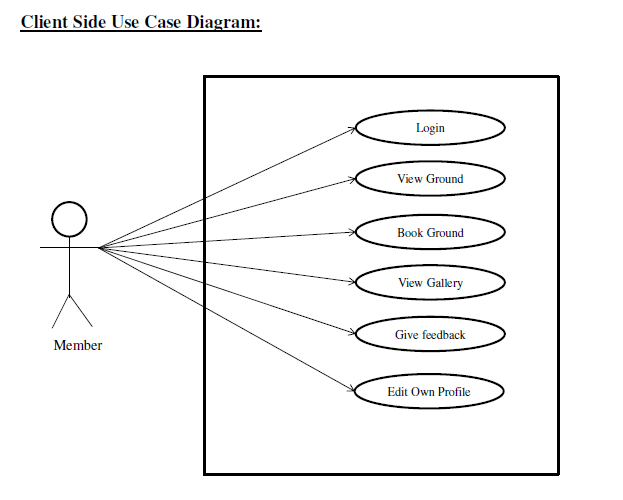 Client Side Use Case Diagram:
Login
View Ground
Book Ground
View Gallery
Give feedback
Edit Own Profile
Member